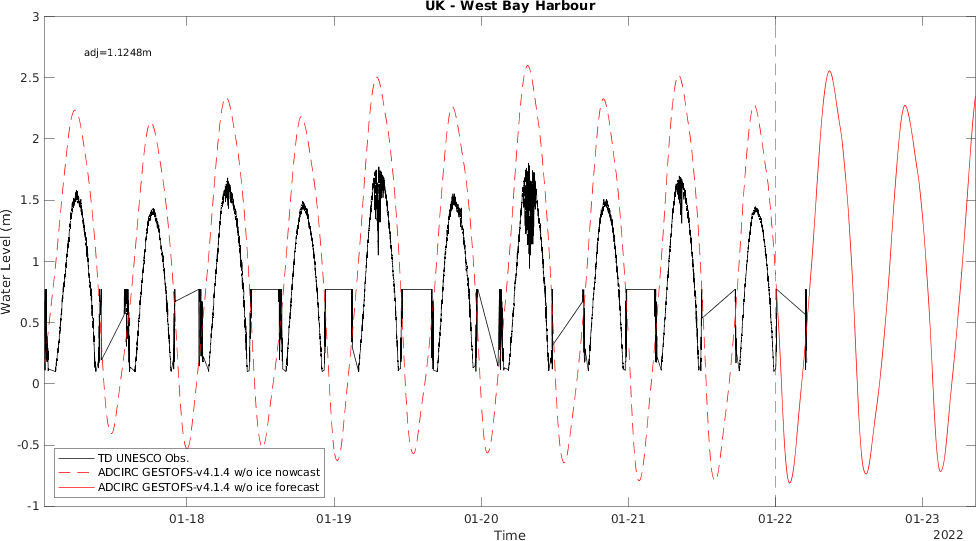 UK - West Bay Harbour
adj=1.1248m
3
2.5
2
1.5
1
0.5
0
-0.5
-1
Water Level (m)
TD UNESCO Obs.
ADCIRC GESTOFS-v4.1.4 w/o ice nowcast
ADCIRC GESTOFS-v4.1.4 w/o ice forecast
01-18 01-19 01-20 01-21 01-22 01-23
Time
2022